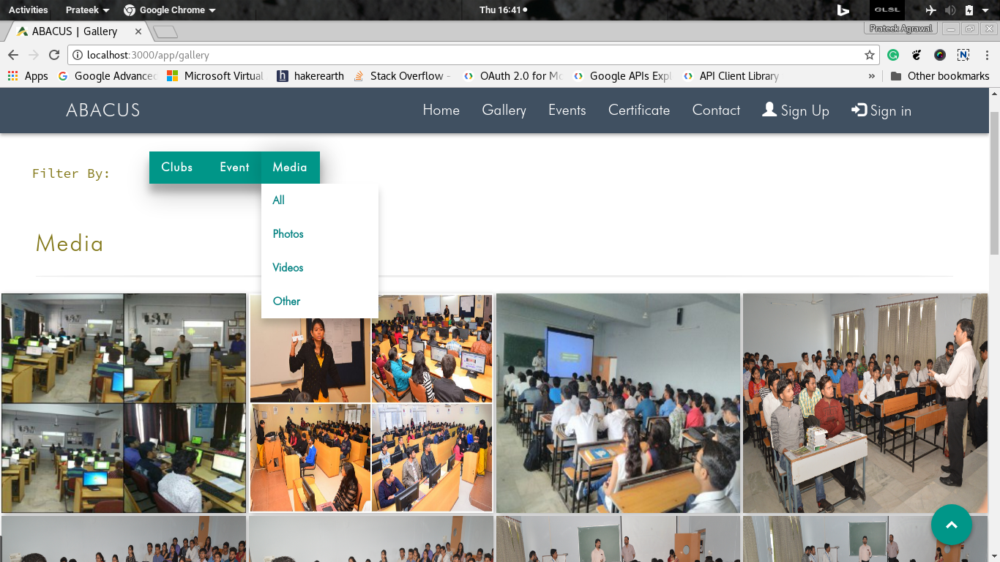 Activities Prateek Google Chrome Thu 16:41 GLSL
ABACUS | Gallery Prateek Agrawal
localhost:3000/app/gallery
Apps Google Advanced Microsoft Virtual hakerearth Stack Overflow - OAuth 2.0 for Mo Google APIs Expl API Client Library » Other bookmarks
ABACUS Home Gallery Events Certificate Contact Sign Up Sign in
Filter By: Clubs Event Media
All
Photos
Videos
Other
Media